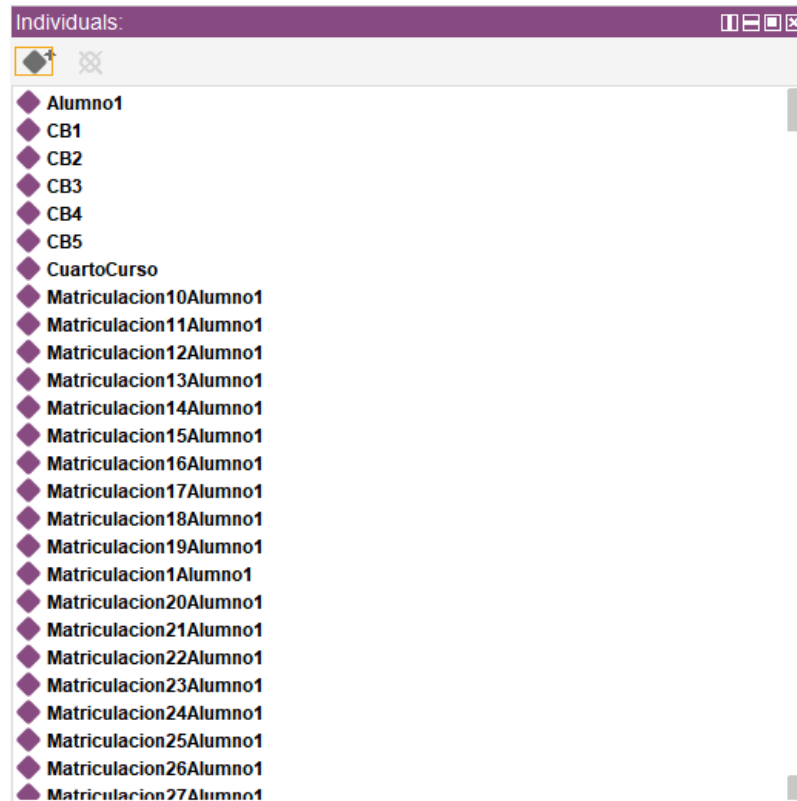 Individuals:
Alumno1
CB1
CB2
CB3
CB4
CB5
CuartoCurso
Matriculacion10Alumno1
Matriculacion11Alumno1
Matriculacion12Alumno1
Matriculacion13Alumno1
Matriculacion14Alumno1
Matriculacion15Alumno1
Matriculacion16Alumno1
Matriculacion17Alumno1
Matriculacion18Alumno1
Matriculacion19Alumno1
Matriculacion1Alumno1
Matriculacion20Alumno1
Matriculacion21Alumno1
Matriculacion22Alumno1
Matriculacion23Alumno1
Matriculacion24Alumno1
Matriculacion25Alumno1
Matriculacion26Alumno1
Matriculacion27Alumno1